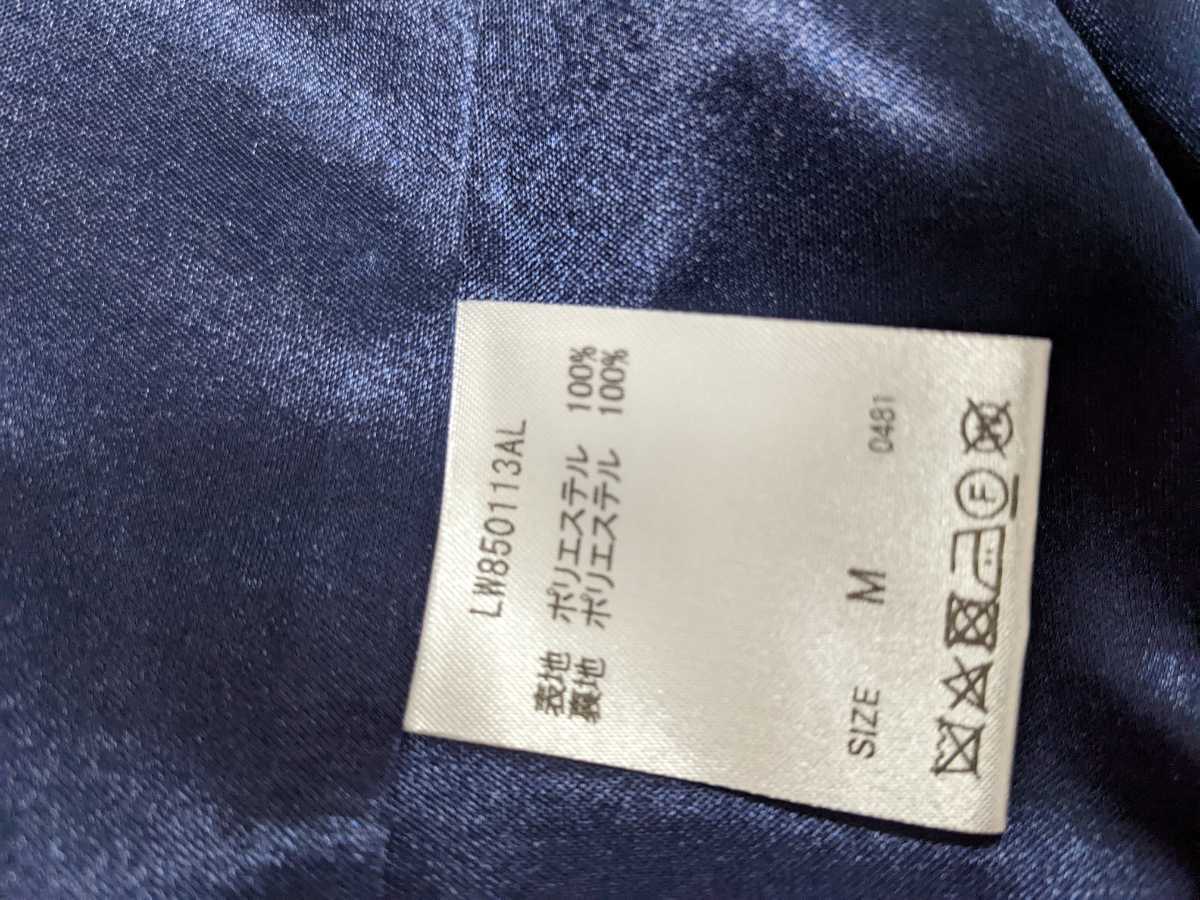 LW850113AL
表地 ポリエステル 100%
裏地 ポリエステル 100%
SIZE M 0481
F W